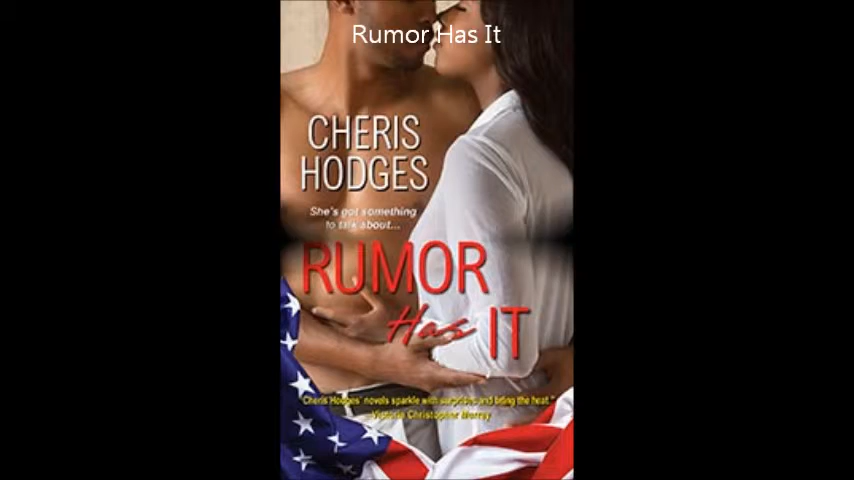 Rumor Has It
CHERIS
HODGES
She's got something
to talk about...
RUMOR
Has IT
"Cheris Hodges' novels sparkle with surprises and bring the heat."
—Victoria Christopher Murray